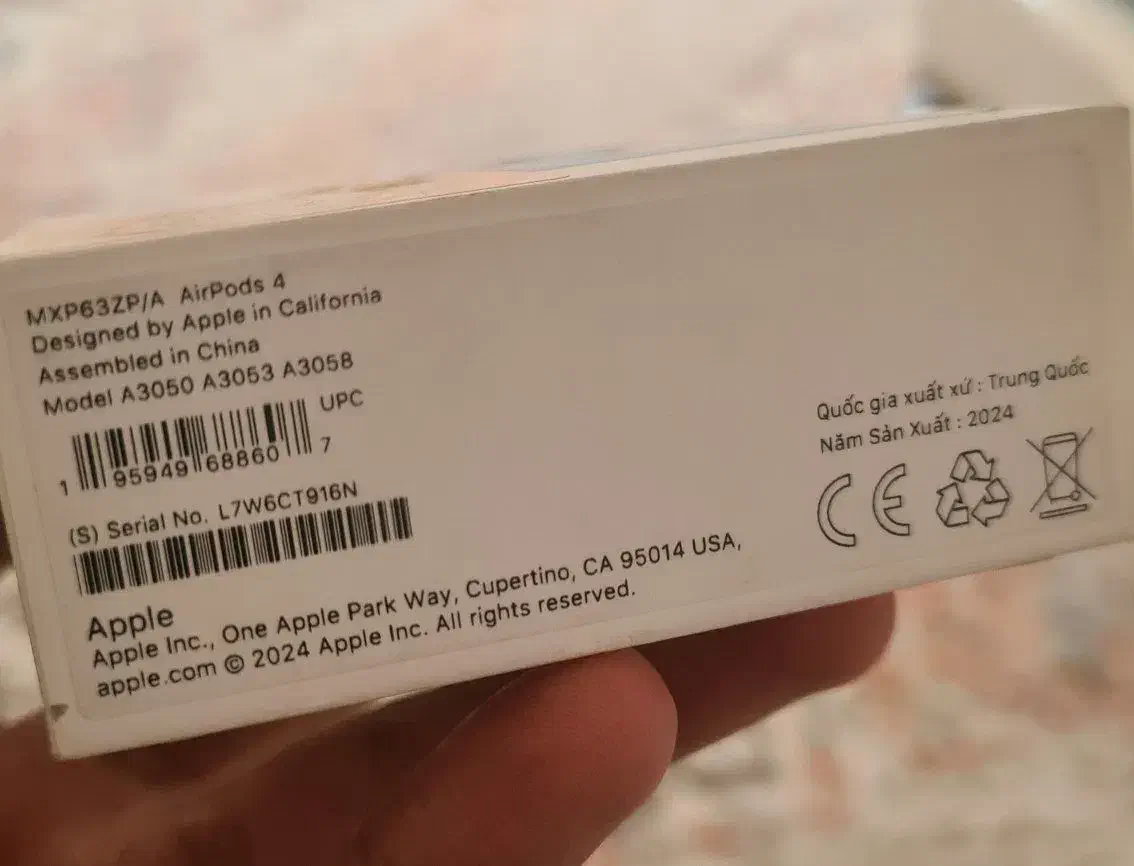 MXP63ZP/A AirPods 4
Designed by Apple in California
Assembled in China
Model A3050 A3053 A3058
UPC
1 95949 68860 7
(S) Serial No. L7W6CT916N
Apple
Apple Inc., One Apple Park Way, Cupertino, CA 95014 USA,
apple.com © 2024 Apple Inc. All rights reserved.
Quốc gia xuất xứ : Trung Quốc
Năm Sản Xuất : 2024
CE